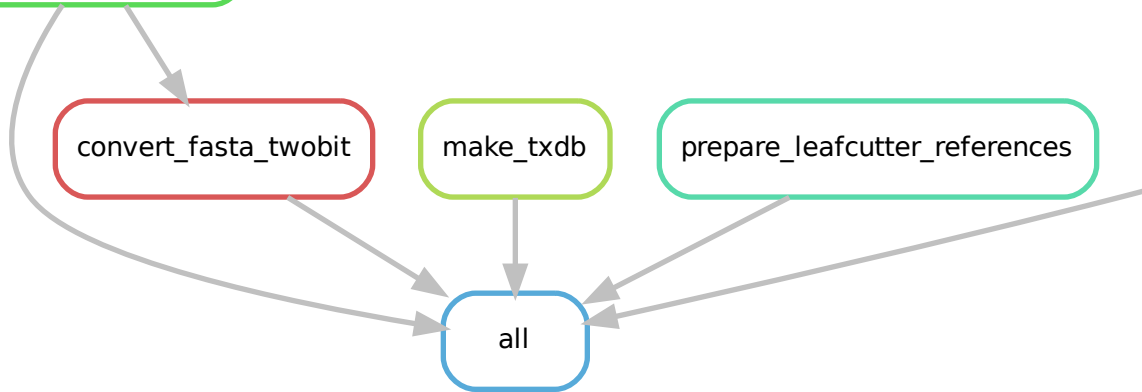 convert_fasta_twobit
make_txdb
prepare_leafcutter_references
all